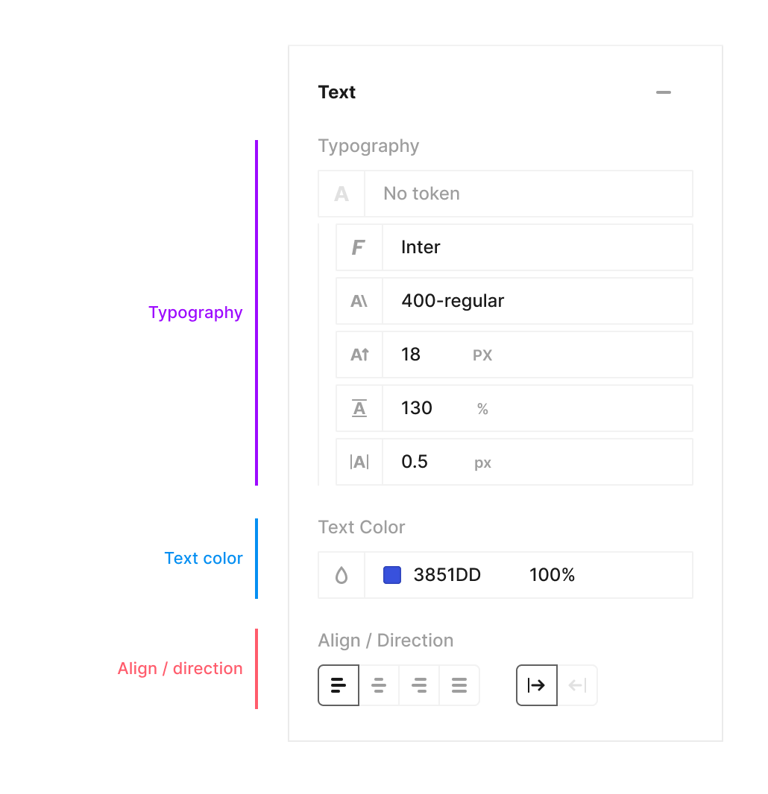 Text
Typography
A No token
F Inter
Typography
A\ 400-regular
A↑ 18 PX
A 130 %
|A| 0.5 px
Text Color
Text color
3851DD 100%
Align / Direction
Align / direction